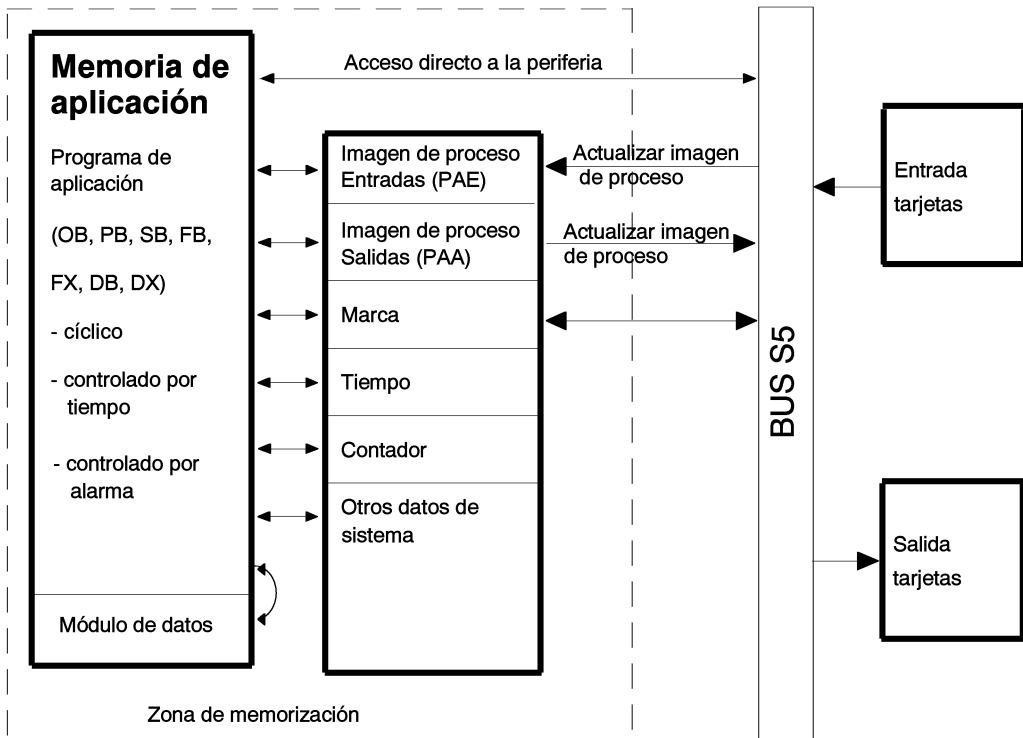 Memoria de
aplicación
Programa de
aplicación
(OB, PB, SB, FB,
FX, DB, DX)
- cíclico
- controlado por
tiempo
- controlado por
alarma
Módulo de datos
Acceso directo a la periferia
Imagen de proceso
Entradas (PAE)
Imagen de proceso
Salidas (PAA)
Marca
Tiempo
Contador
Otros datos de
sistema
Actualizar imagen
de proceso
Actualizar imagen
de proceso
BUS S5
Entrada
tarjetas
Salida
tarjetas
Zona de memorización